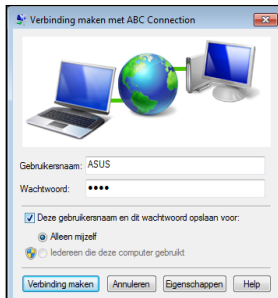 Verbinding maken met ABC Connection
Gebruikersnaam: ASUS
Wachtwoord: ••••
Deze gebruikersnaam en dit wachtwoord opslaan voor:
Alleen mijzelf
Iedereen die deze computer gebruikt
Verbinding maken Annuleren Eigenschappen Help